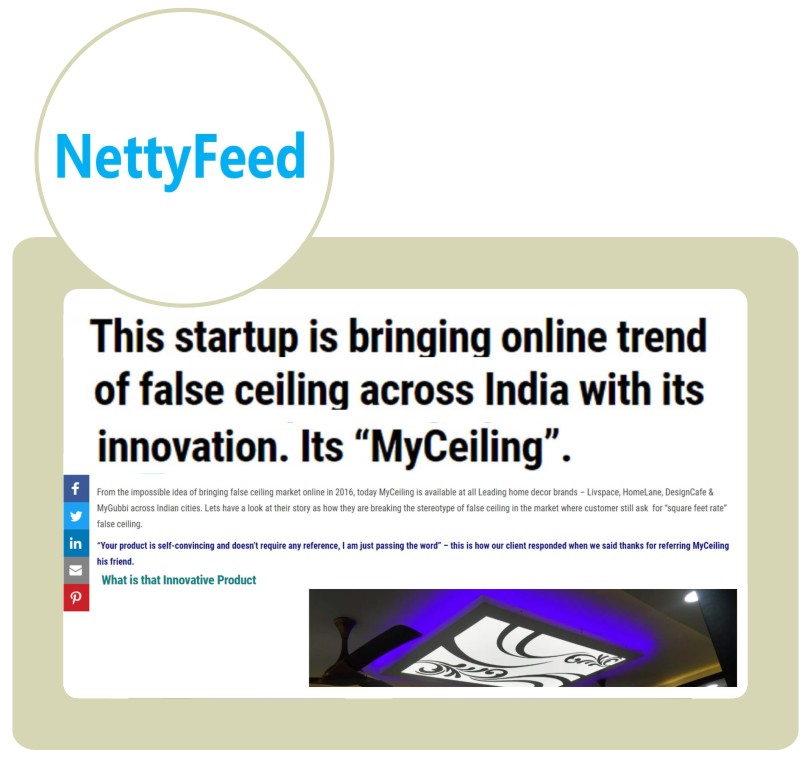 NettyFeed
This startup is bringing online trend
of false ceiling across India with its
innovation. Its “MyCeiling”.
From the impossible idea of bringing false ceiling market online in 2016, today MyCeiling is available at all Leading home decor brands – Livspace, HomeLane, DesignCafe &
MyGubbi across Indian cities. Lets have a look at their story as how they are breaking the stereotype of false ceiling in the market where customer still ask for “square feet rate”
false ceiling.
“Your product is self-convincing and doesn't require any reference, I am just passing the word” – this is how our client responded when we said thanks for referring MyCeiling
his friend.
What is that Innovative Product